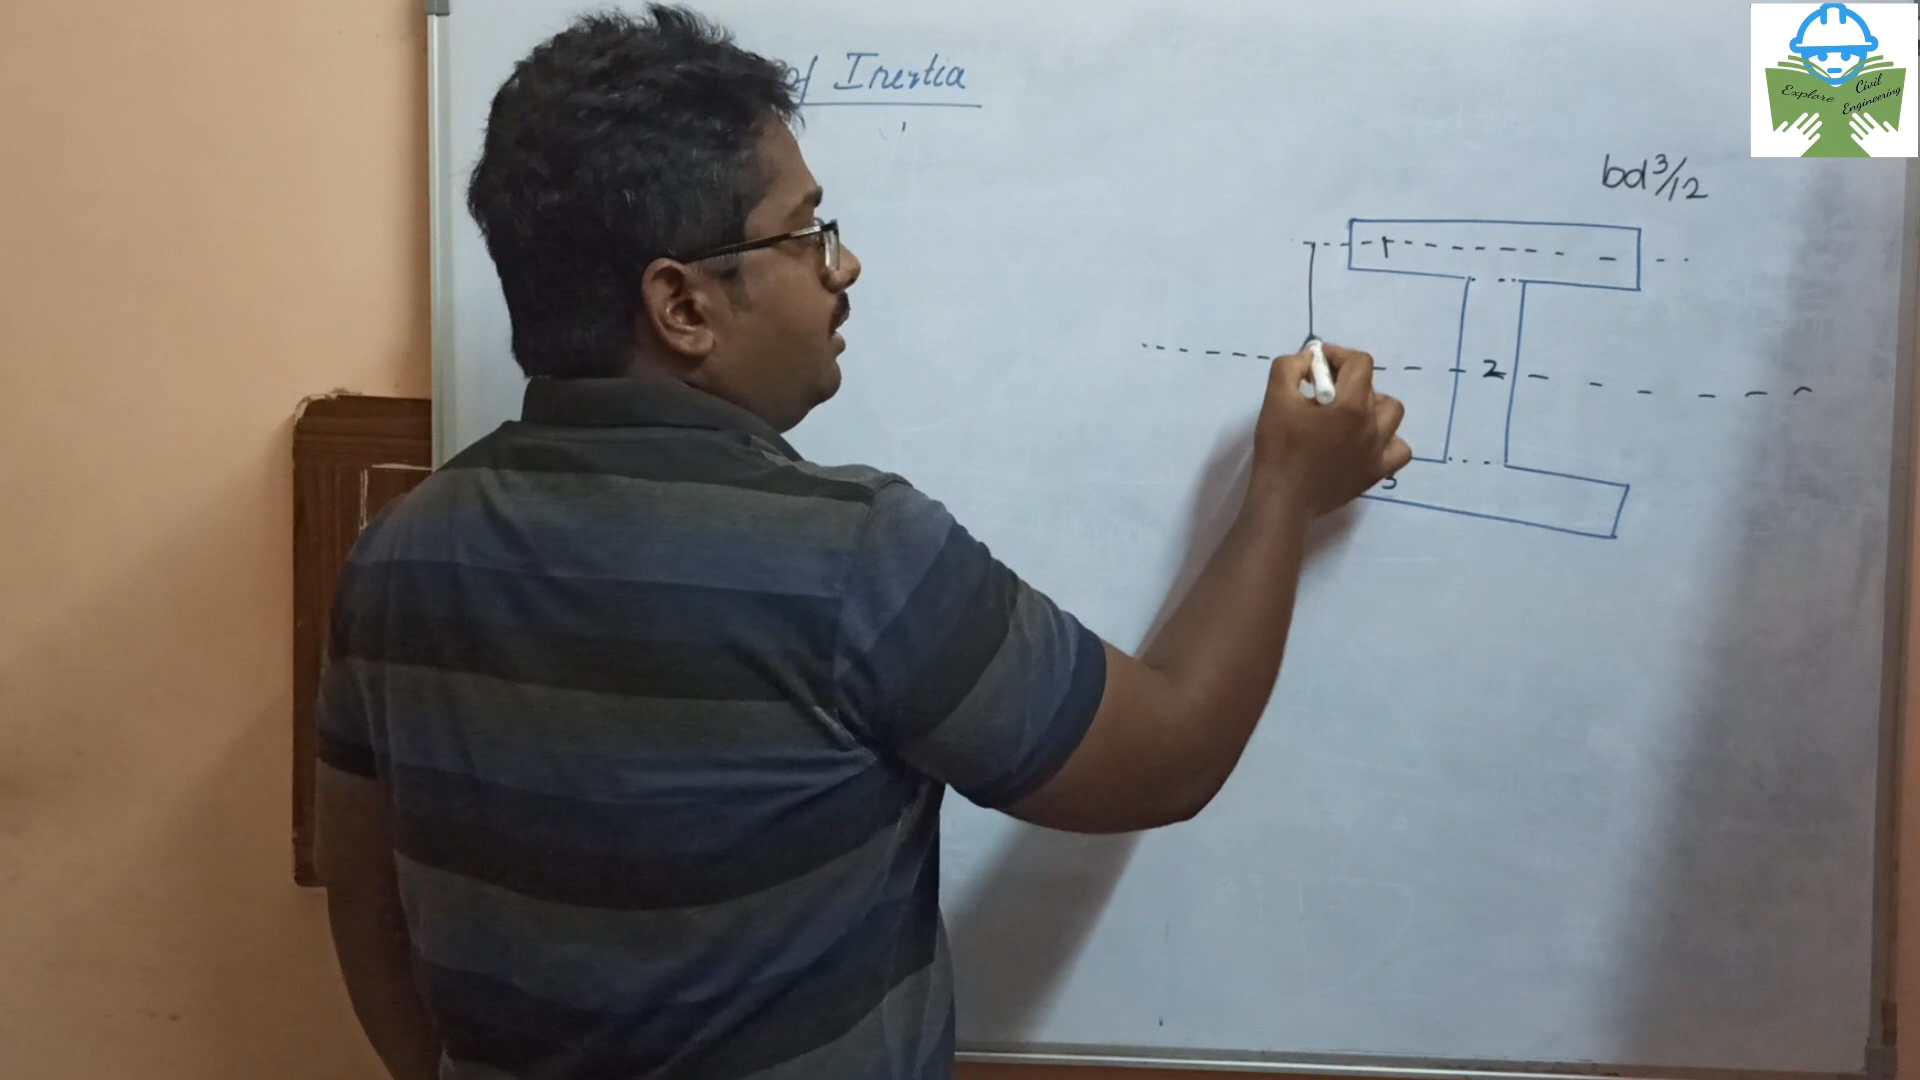 of Inertia
Explore Civil Engineering
bd³/12
1
2
3